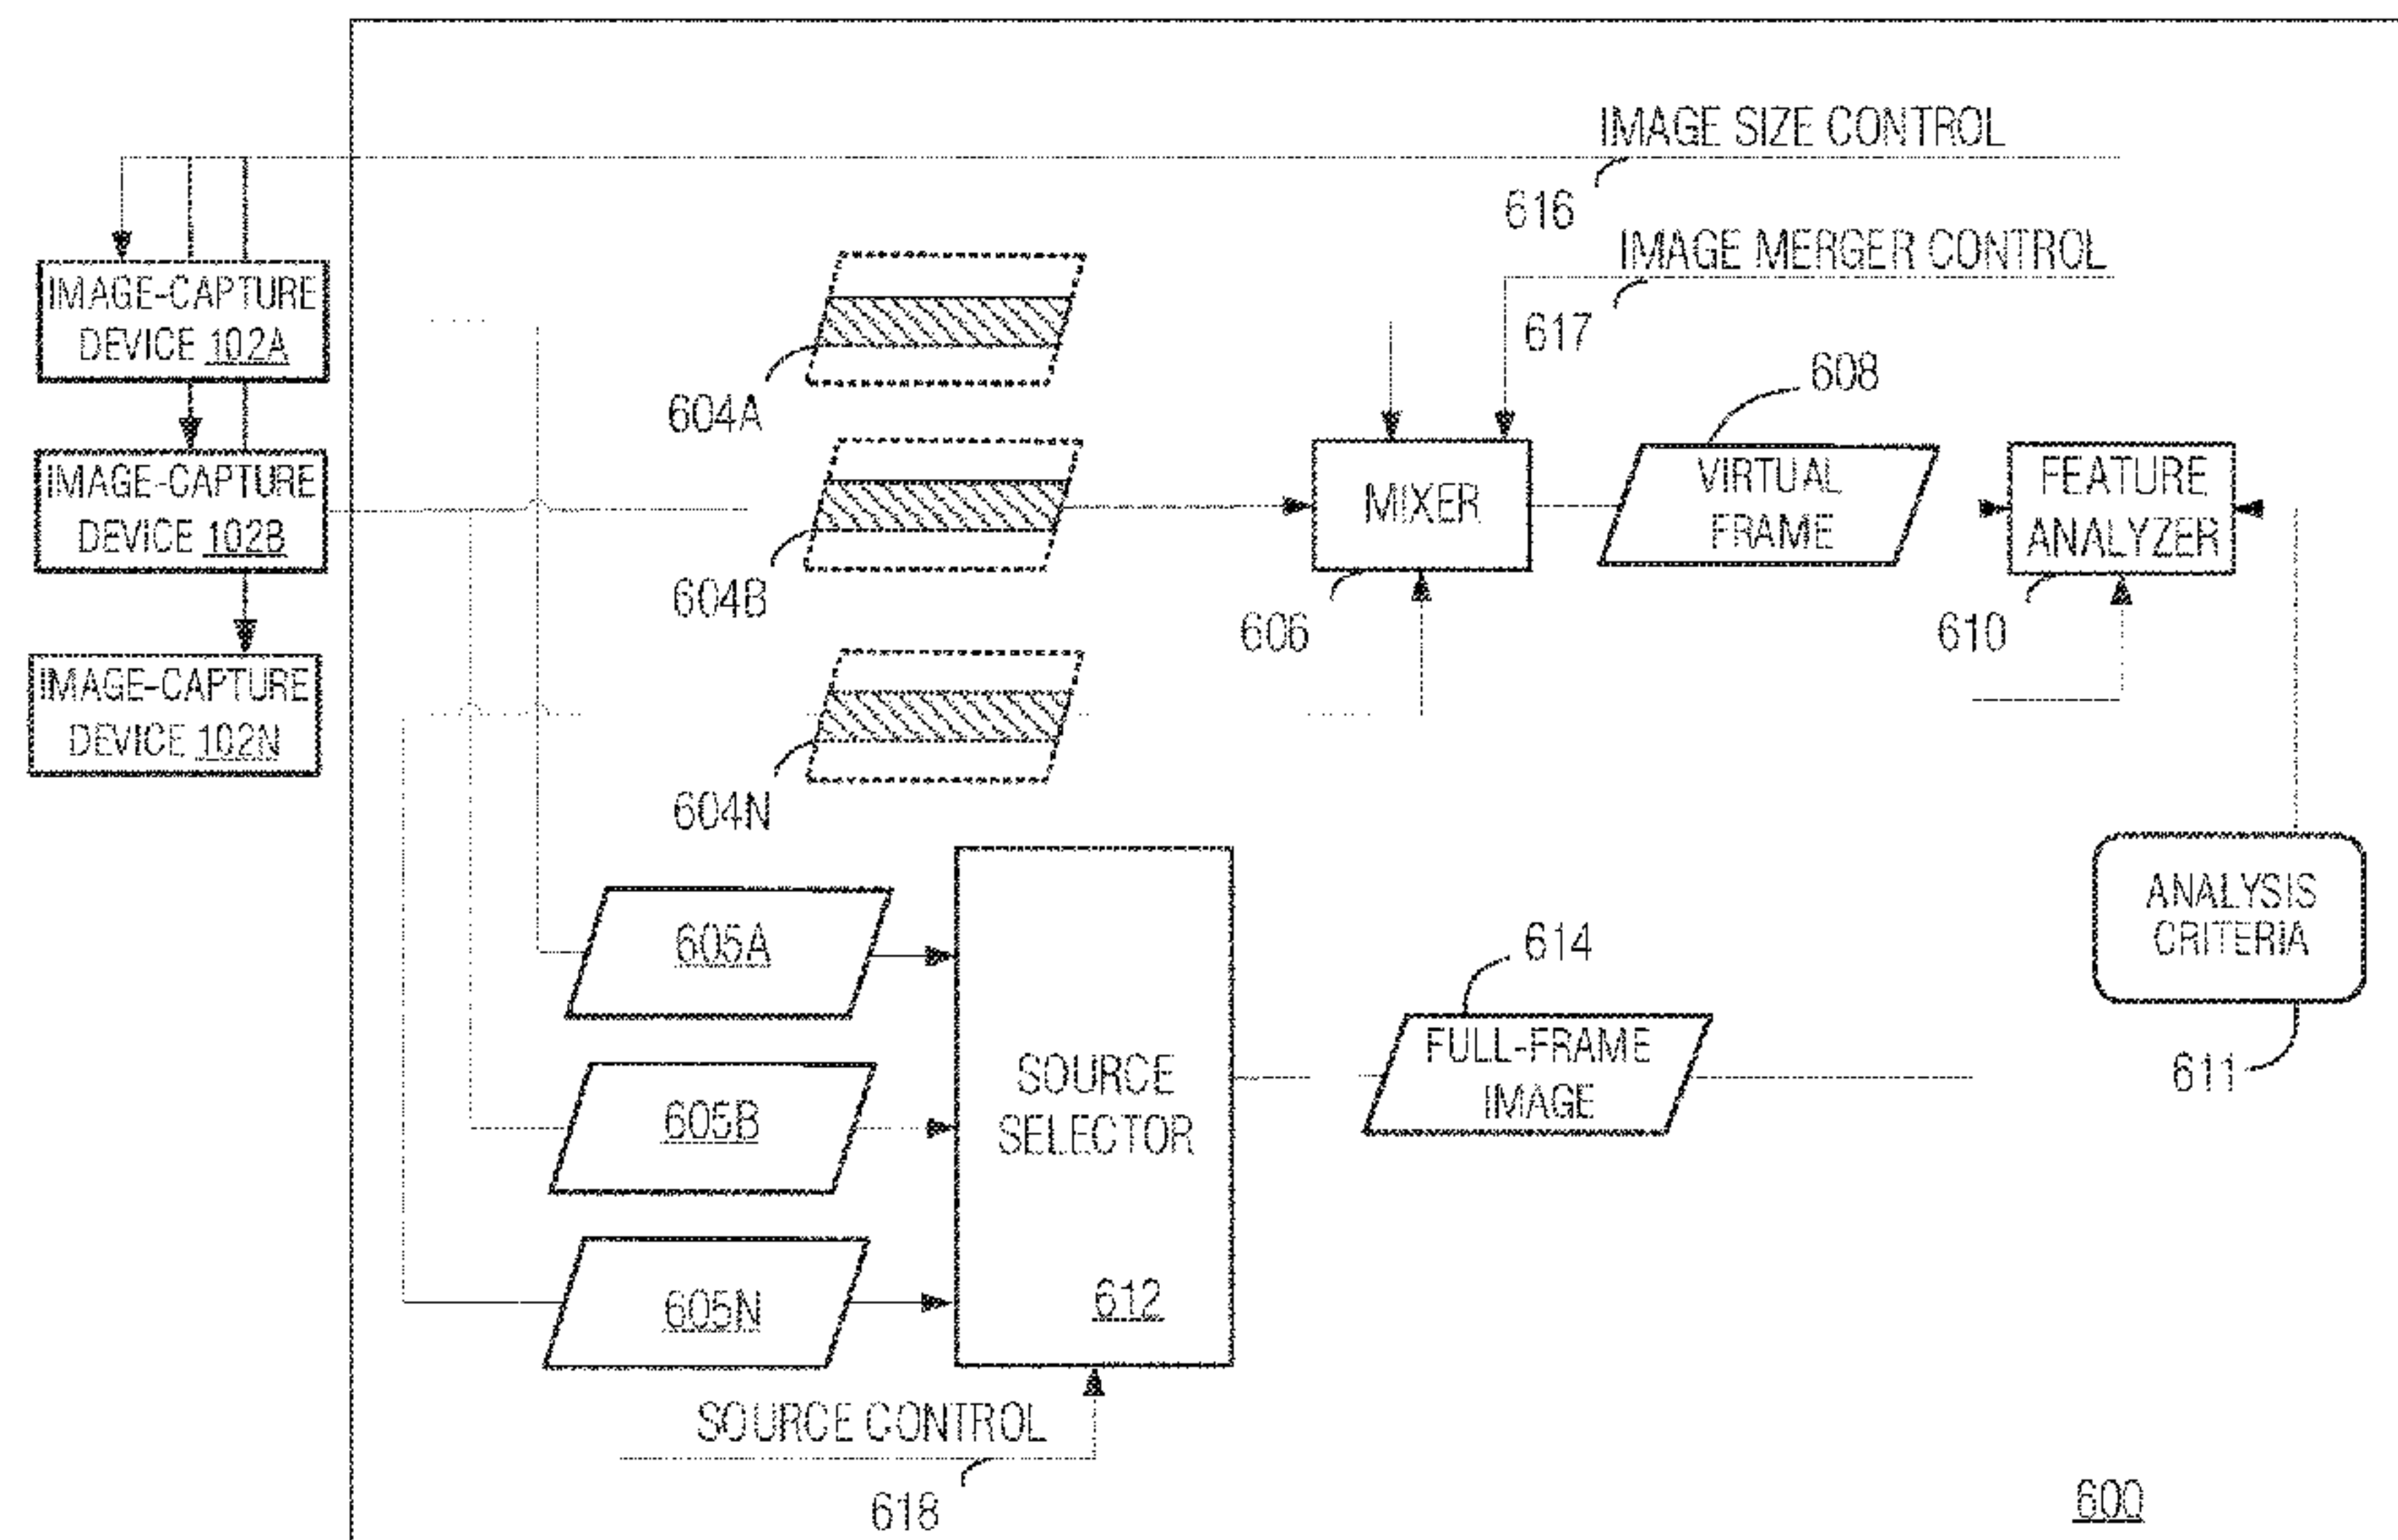 IMAGE SIZE CONTROL
616
IMAGE MERGER CONTROL
617
IMAGE-CAPTURE
DEVICE 102A
604A
608
IMAGE-CAPTURE
DEVICE 102B
604B
MIXER
606
VIRTUAL
FRAME
FEATURE
ANALYZER
610
IMAGE-CAPTURE
DEVICE 102N
604N
605A
605B
605N
SOURCE
SELECTOR
612
614
FULL-FRAME
IMAGE
ANALYSIS
CRITERIA
611
SOURCE CONTROL
618
600